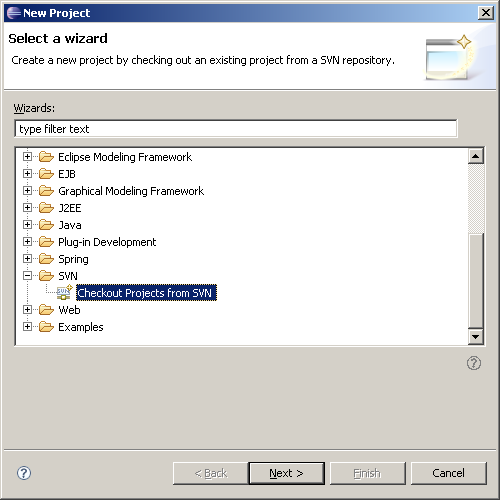 New Project
Select a wizard
Create a new project by checking out an existing project from a SVN repository.
Wizards:
type filter text
Eclipse Modeling Framework
EJB
Graphical Modeling Framework
J2EE
Java
Plug-in Development
Spring
SVN
SVN Checkout Projects from SVN
Web
Examples
?
? < Back Next > Finish Cancel